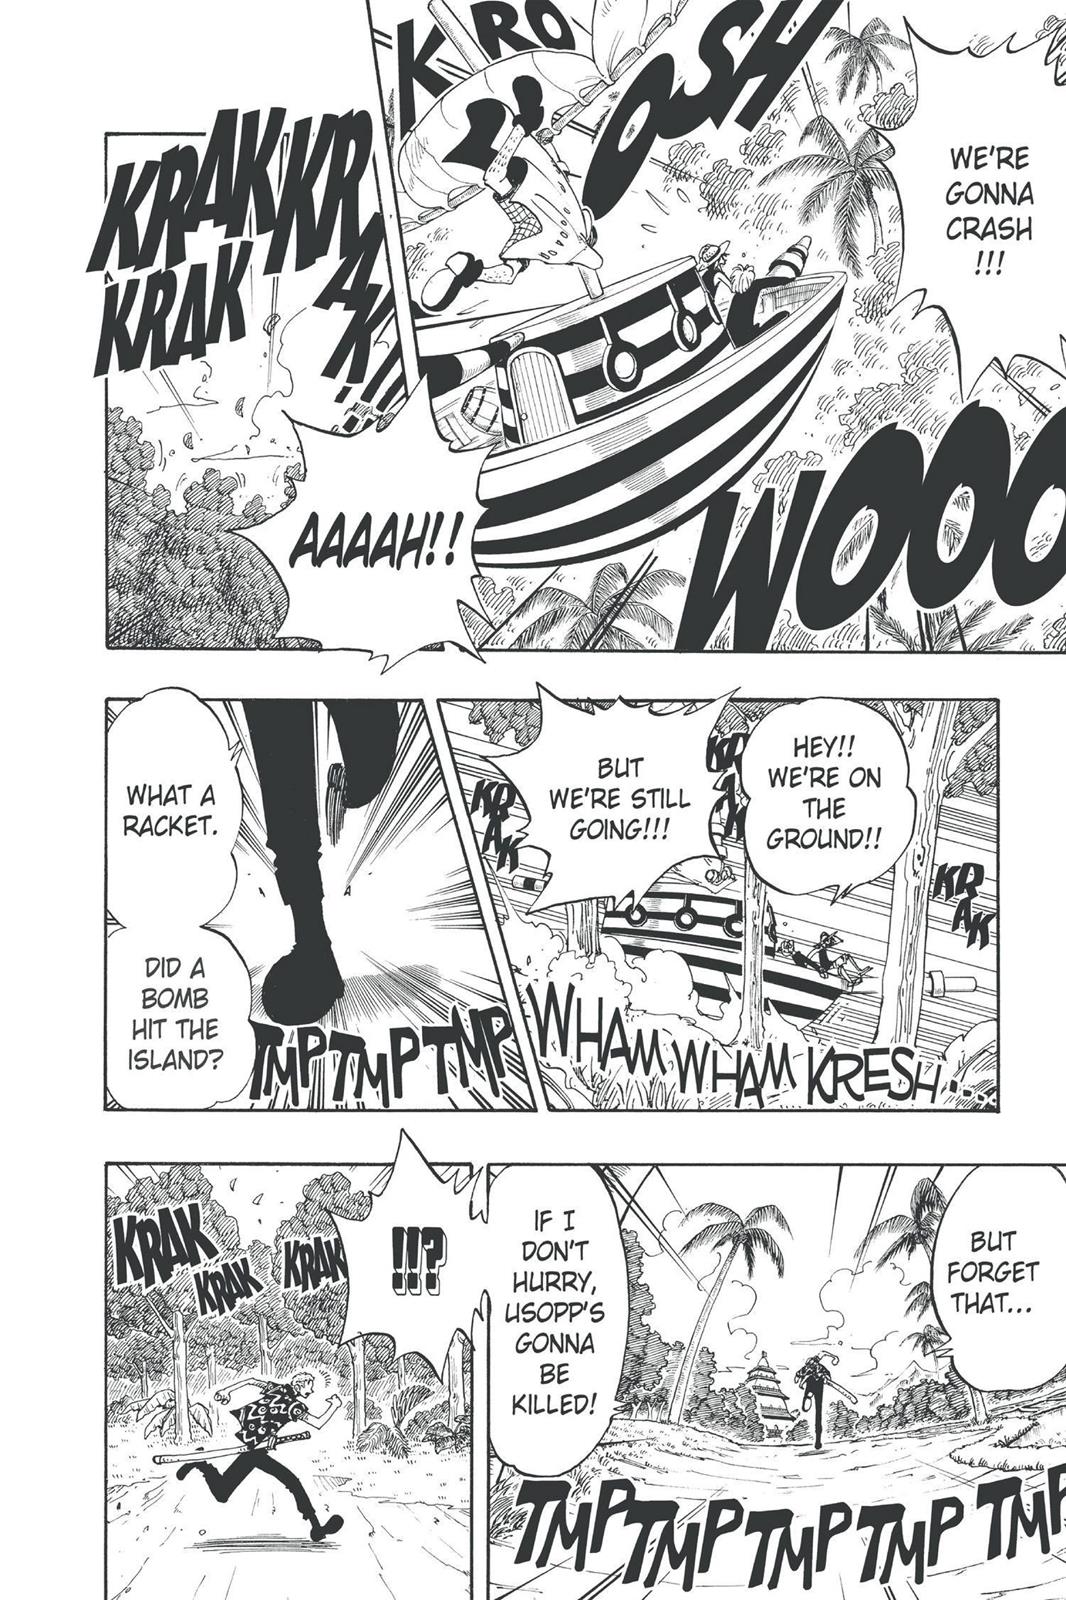 KRO
OOSH
WE'RE
GONNA
CRASH
!!!
WOOO
KRAK KRAK
KRAK
AAAAH!!
HEY!!
WE'RE ON
THE
GROUND!!
BUT
WE'RE STILL
GOING!!!
KRAK
KRAK
KRAK
WHAM WHAM KRESH...
WHAT A
RACKET.
DID A
BOMB
HIT THE
ISLAND?
TMP TMP TMP
BUT
FORGET
THAT...
IF I
DON'T
HURRY,
USOPP'S
GONNA
BE
KILLED!
TMP TMP TMP TMP TMP
!!?
KRAK
KRAK
KRAK